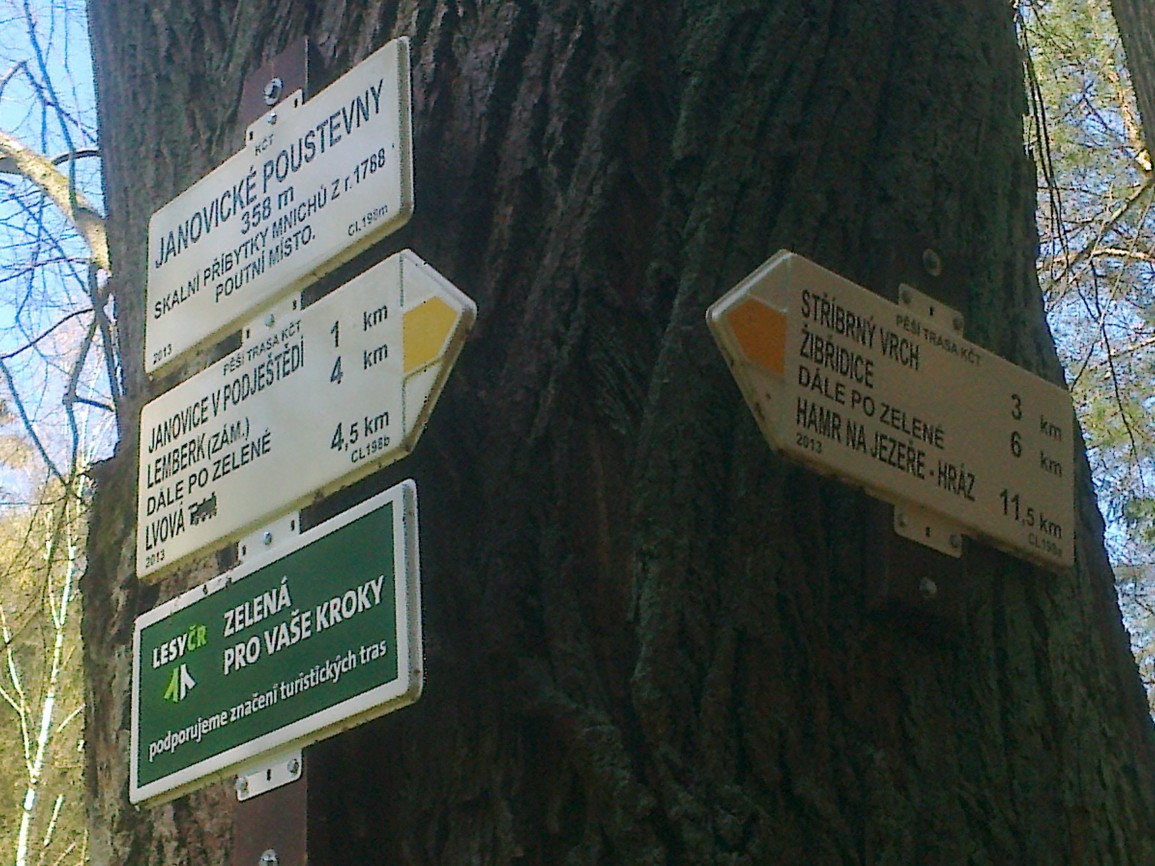 KČT
JANOVICKÉ POUSTEVNY
358 m
SKALNÍ PŘÍBYTKY MNICHŮ Z r. 1788
POUTNÍ MÍSTO.
CL198m
2013
PĚŠÍ TRASA KČT
JANOVICE V PODJEŠTĚDÍ 1 km
LEMBERK (ZÁM.) 4 km
DÁLE PO ZELENÉ
LVOVÁ 4,5 km
CL198b
2013
LESY ČR
ZELENÁ
PRO VAŠE KROKY
podporujeme značení turistických tras
PĚŠÍ TRASA KČT
STŘÍBRNÝ VRCH 3 km
ŽIBŘIDICE 6 km
DÁLE PO ZELENÉ
HAMR NA JEZEŘE - HRÁZ 11,5 km
2013